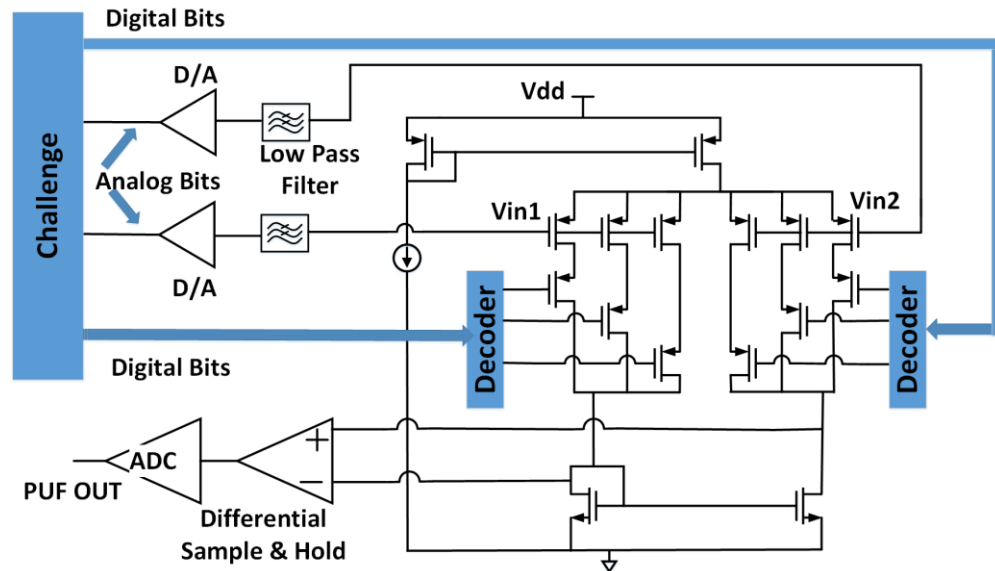 Digital Bits
D/A
Vdd
Low Pass
Filter
Challenge
Analog Bits
Vin1
Vin2
D/A
Decoder
Decoder
Digital Bits
+
ADC
−
PUF OUT
Differential
Sample & Hold